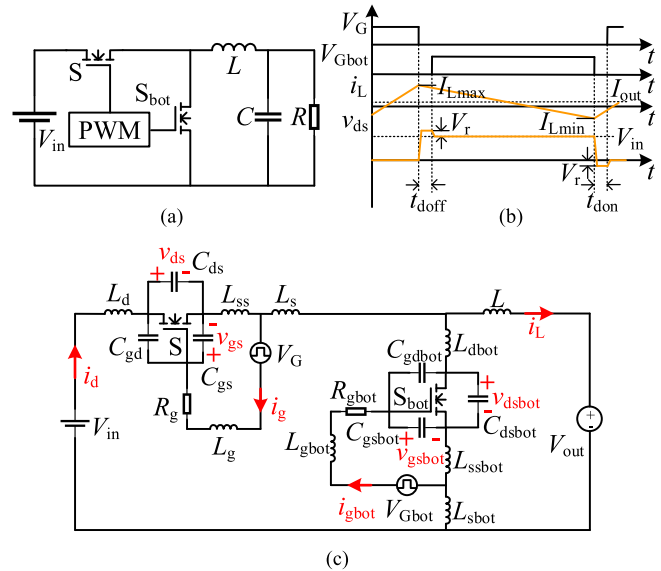 S
L
S_bot
V_in
PWM
C
R
(a)
V_G
t
V_Gbot
t
i_L
I_Lmax
I_out
t
v_ds
V_r
I_Lmin
V_in
V_r
t
t_doff
t_don
(b)
v_ds
C_ds
+ -
L_d
L_ss
L_s
L
S
-
v_gs
+
i_L
C_gd
C_gs
V_G
L_dbot
C_gdbot
i_d
R_g
i_g
R_gbot
S_bot
+
v_dsbot
-
V_in
L_g
L_gbot
C_gsbot
+ -
v_gsbot
C_dsbot
L_ssbot
+ -
V_out
i_gbot
V_Gbot
L_sbot
(c)